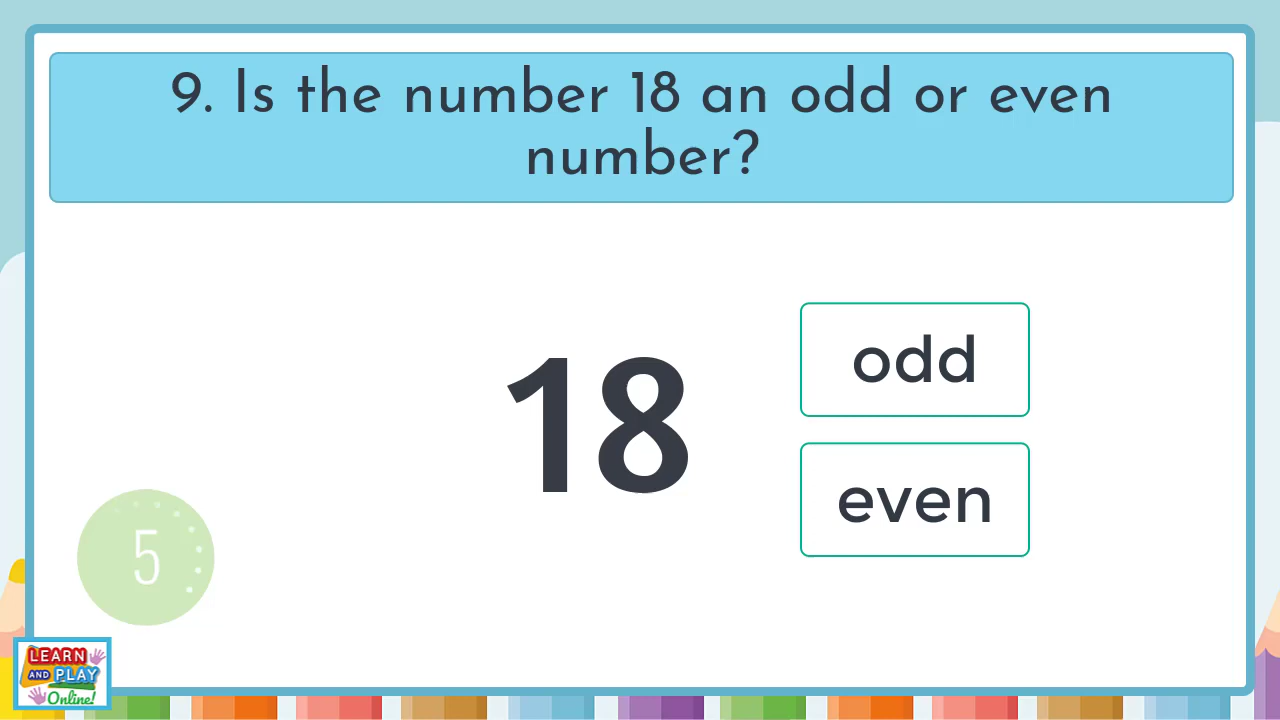 9. Is the number 18 an odd or even
number?
18
odd
even
5
LEARN
AND PLAY
Online!